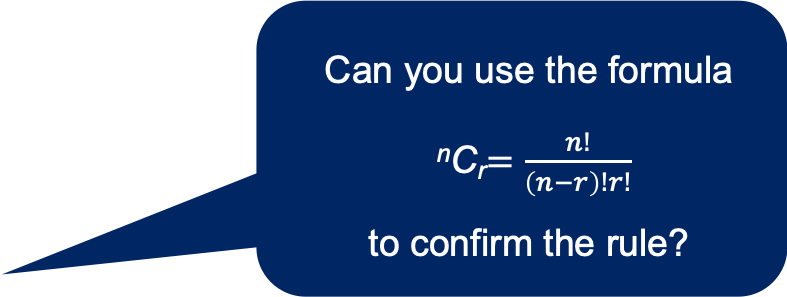 Can you use the formula
ⁿCᵣ= n! / (n−r)!r!
to confirm the rule?